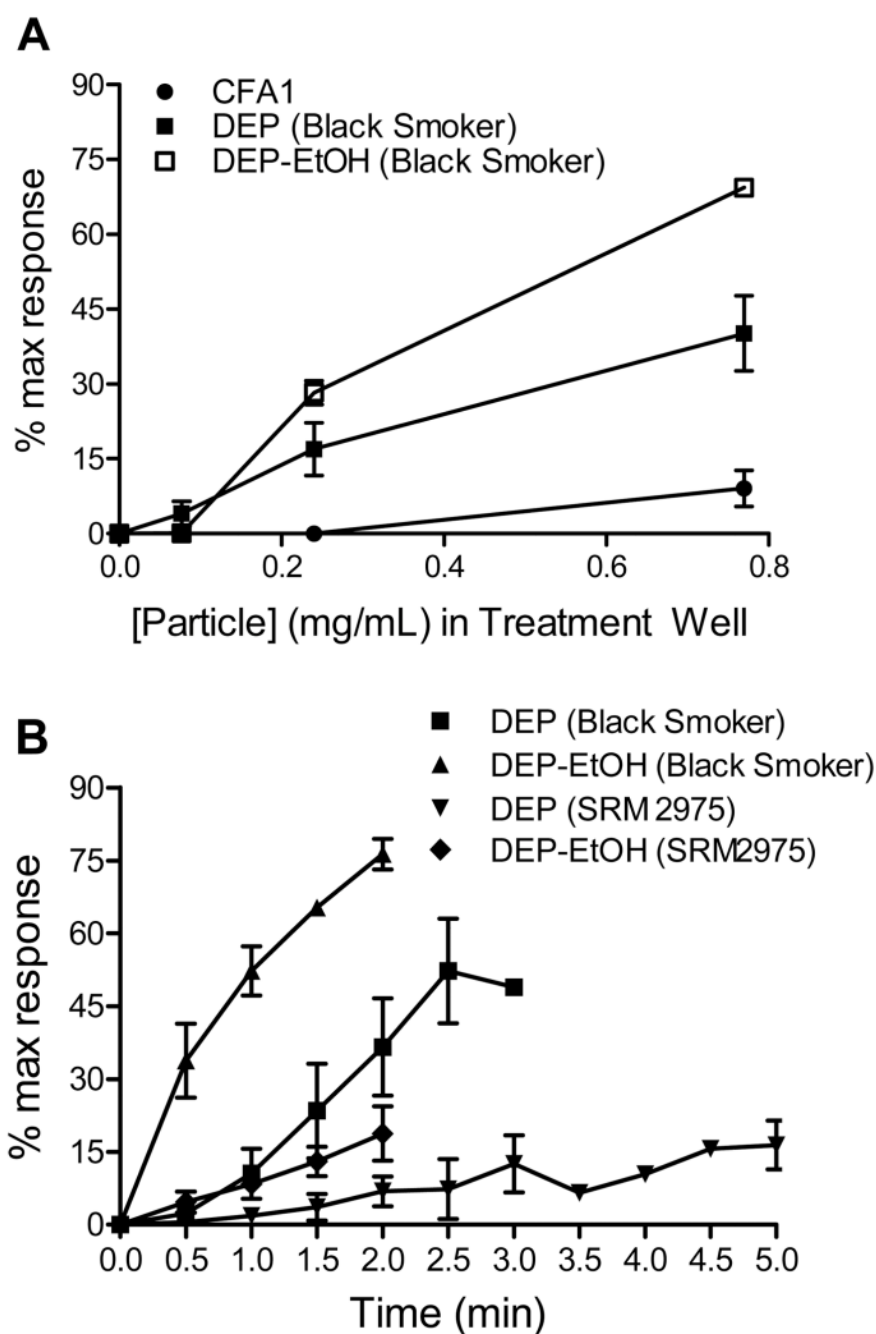 A
90
75
60
45
30
15
0
% max response
CFA1
DEP (Black Smoker)
DEP-EtOH (Black Smoker)
0.0 0.2 0.4 0.6 0.8
[Particle] (mg/mL) in Treatment Well
B
DEP (Black Smoker)
DEP-EtOH (Black Smoker)
DEP (SRM 2975)
DEP-EtOH (SRM2975)
90
75
60
45
30
15
0
% max response
0.0 0.5 1.0 1.5 2.0 2.5 3.0 3.5 4.0 4.5 5.0
Time (min)